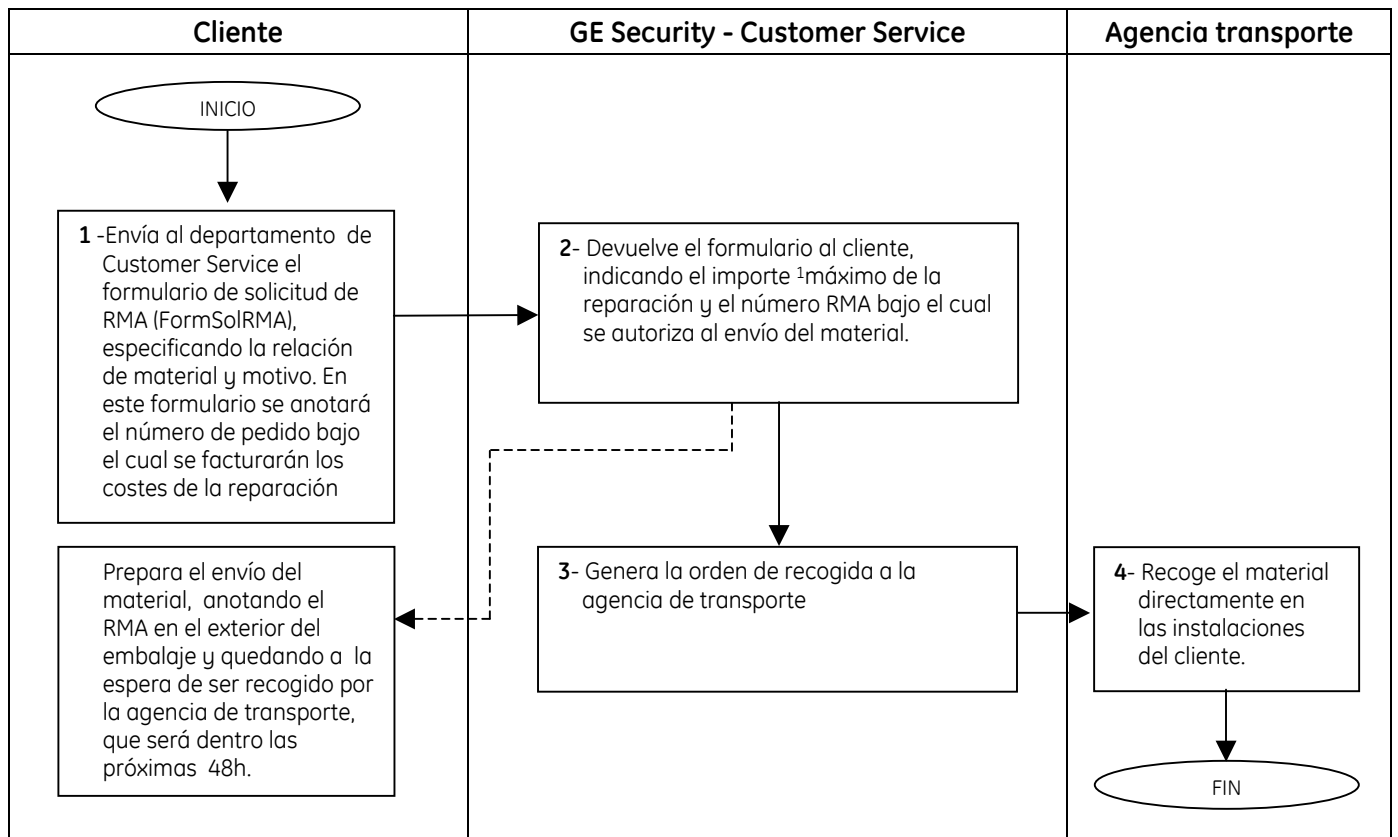 Cliente
GE Security - Customer Service
Agencia transporte
INICIO
1 -Envía al departamento de
Customer Service el
formulario de solicitud de
RMA (FormSolRMA),
especificando la relación
de material y motivo. En
este formulario se anotará
el número de pedido bajo
el cual se facturarán los
costes de la reparación
2- Devuelve el formulario al cliente,
indicando el importe ¹máximo de la
reparación y el número RMA bajo el cual
se autoriza al envío del material.
Prepara el envío del
material, anotando el
RMA en el exterior del
embalaje y quedando a la
espera de ser recogido por
la agencia de transporte,
que será dentro las
próximas 48h.
3- Genera la orden de recogida a la
agencia de transporte
4- Recoge el material
directamente en
las instalaciones
del cliente.
FIN